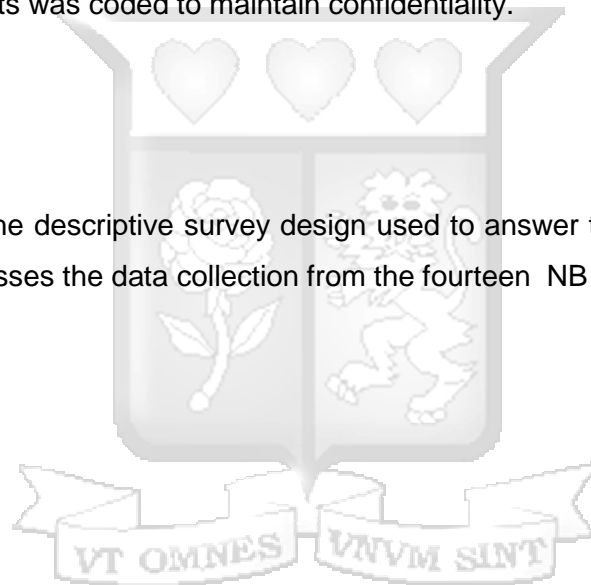 ts was coded to maintain confidentiality.
ne descriptive survey design used to answer t
sses the data collection from the fourteen NB
VT OMNES VNVM SINT